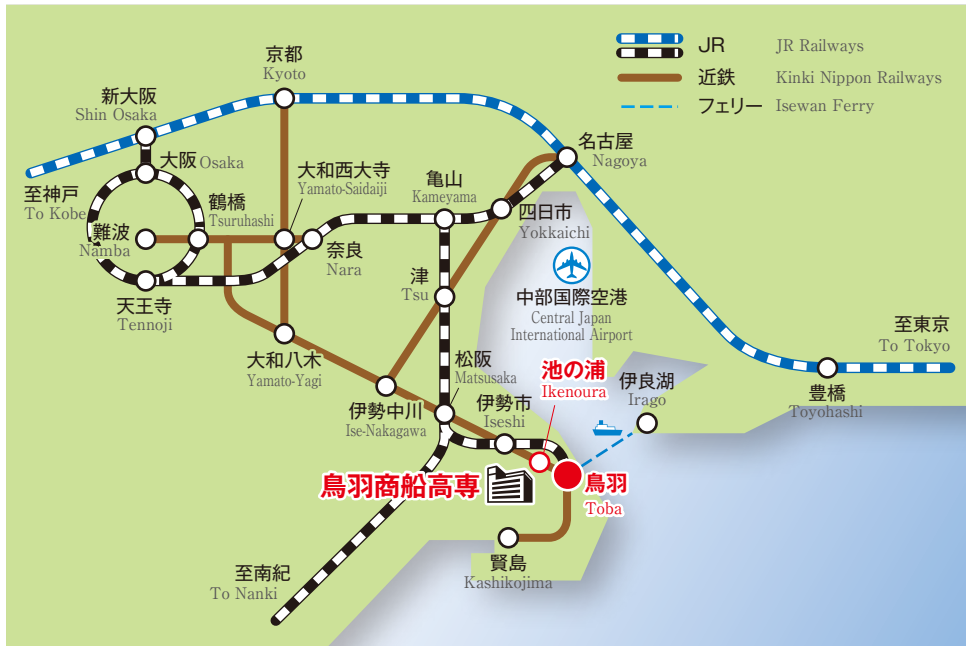 JR
JR Railways
近鉄
Kinki Nippon Railways
フェリー
Isewan Ferry
京都
Kyoto
新大阪
Shin Osaka
大阪 Osaka
至神戸
To Kobe
鶴橋
Tsuruhashi
大和西大寺
Yamato-Saidaiji
亀山
Kameyama
名古屋
Nagoya
四日市
Yokkaichi
難波
Namba
奈良
Nara
津
Tsu
中部国際空港
Central Japan
International Airport
天王寺
Tennoji
大和八木
Yamato-Yagi
至東京
To Tokyo
豊橋
Toyohashi
松阪
Matsusaka
池の浦
Ikenoura
伊良湖
Irago
伊勢中川
Ise-Nakagawa
伊勢市
Iseshi
鳥羽商船高専
鳥羽
Toba
賢島
Kashikojima
至南紀
To Nanki